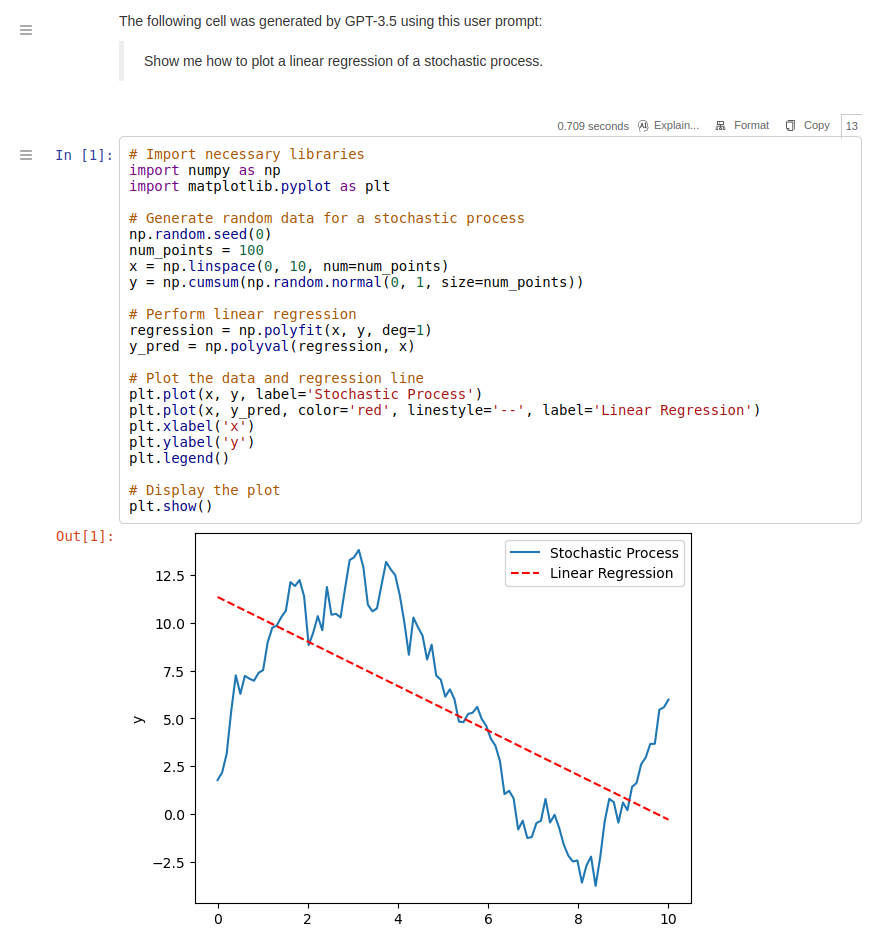 The following cell was generated by GPT-3.5 using this user prompt:
Show me how to plot a linear regression of a stochastic process.
0.709 seconds Explain... Format Copy 13
In [1]:
# Import necessary libraries
import numpy as np
import matplotlib.pyplot as plt

# Generate random data for a stochastic process
np.random.seed(0)
num_points = 100
x = np.linspace(0, 10, num=num_points)
y = np.cumsum(np.random.normal(0, 1, size=num_points))

# Perform linear regression
regression = np.polyfit(x, y, deg=1)
y_pred = np.polyval(regression, x)

# Plot the data and regression line
plt.plot(x, y, label='Stochastic Process')
plt.plot(x, y_pred, color='red', linestyle='--', label='Linear Regression')
plt.xlabel('x')
plt.ylabel('y')
plt.legend()

# Display the plot
plt.show()
Out[1]:
Stochastic Process
Linear Regression
12.5
10.0
7.5
5.0
2.5
0.0
−2.5
y
0 2 4 6 8 10